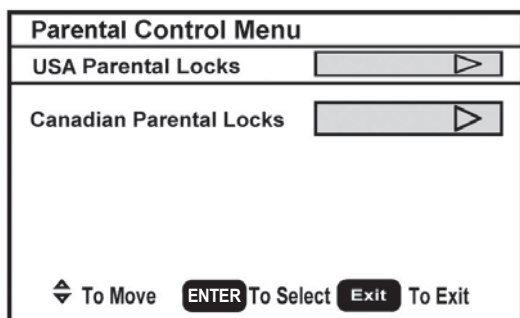 Parental Control Menu
USA Parental Locks
Canadian Parental Locks
To Move ENTER To Select Exit To Exit